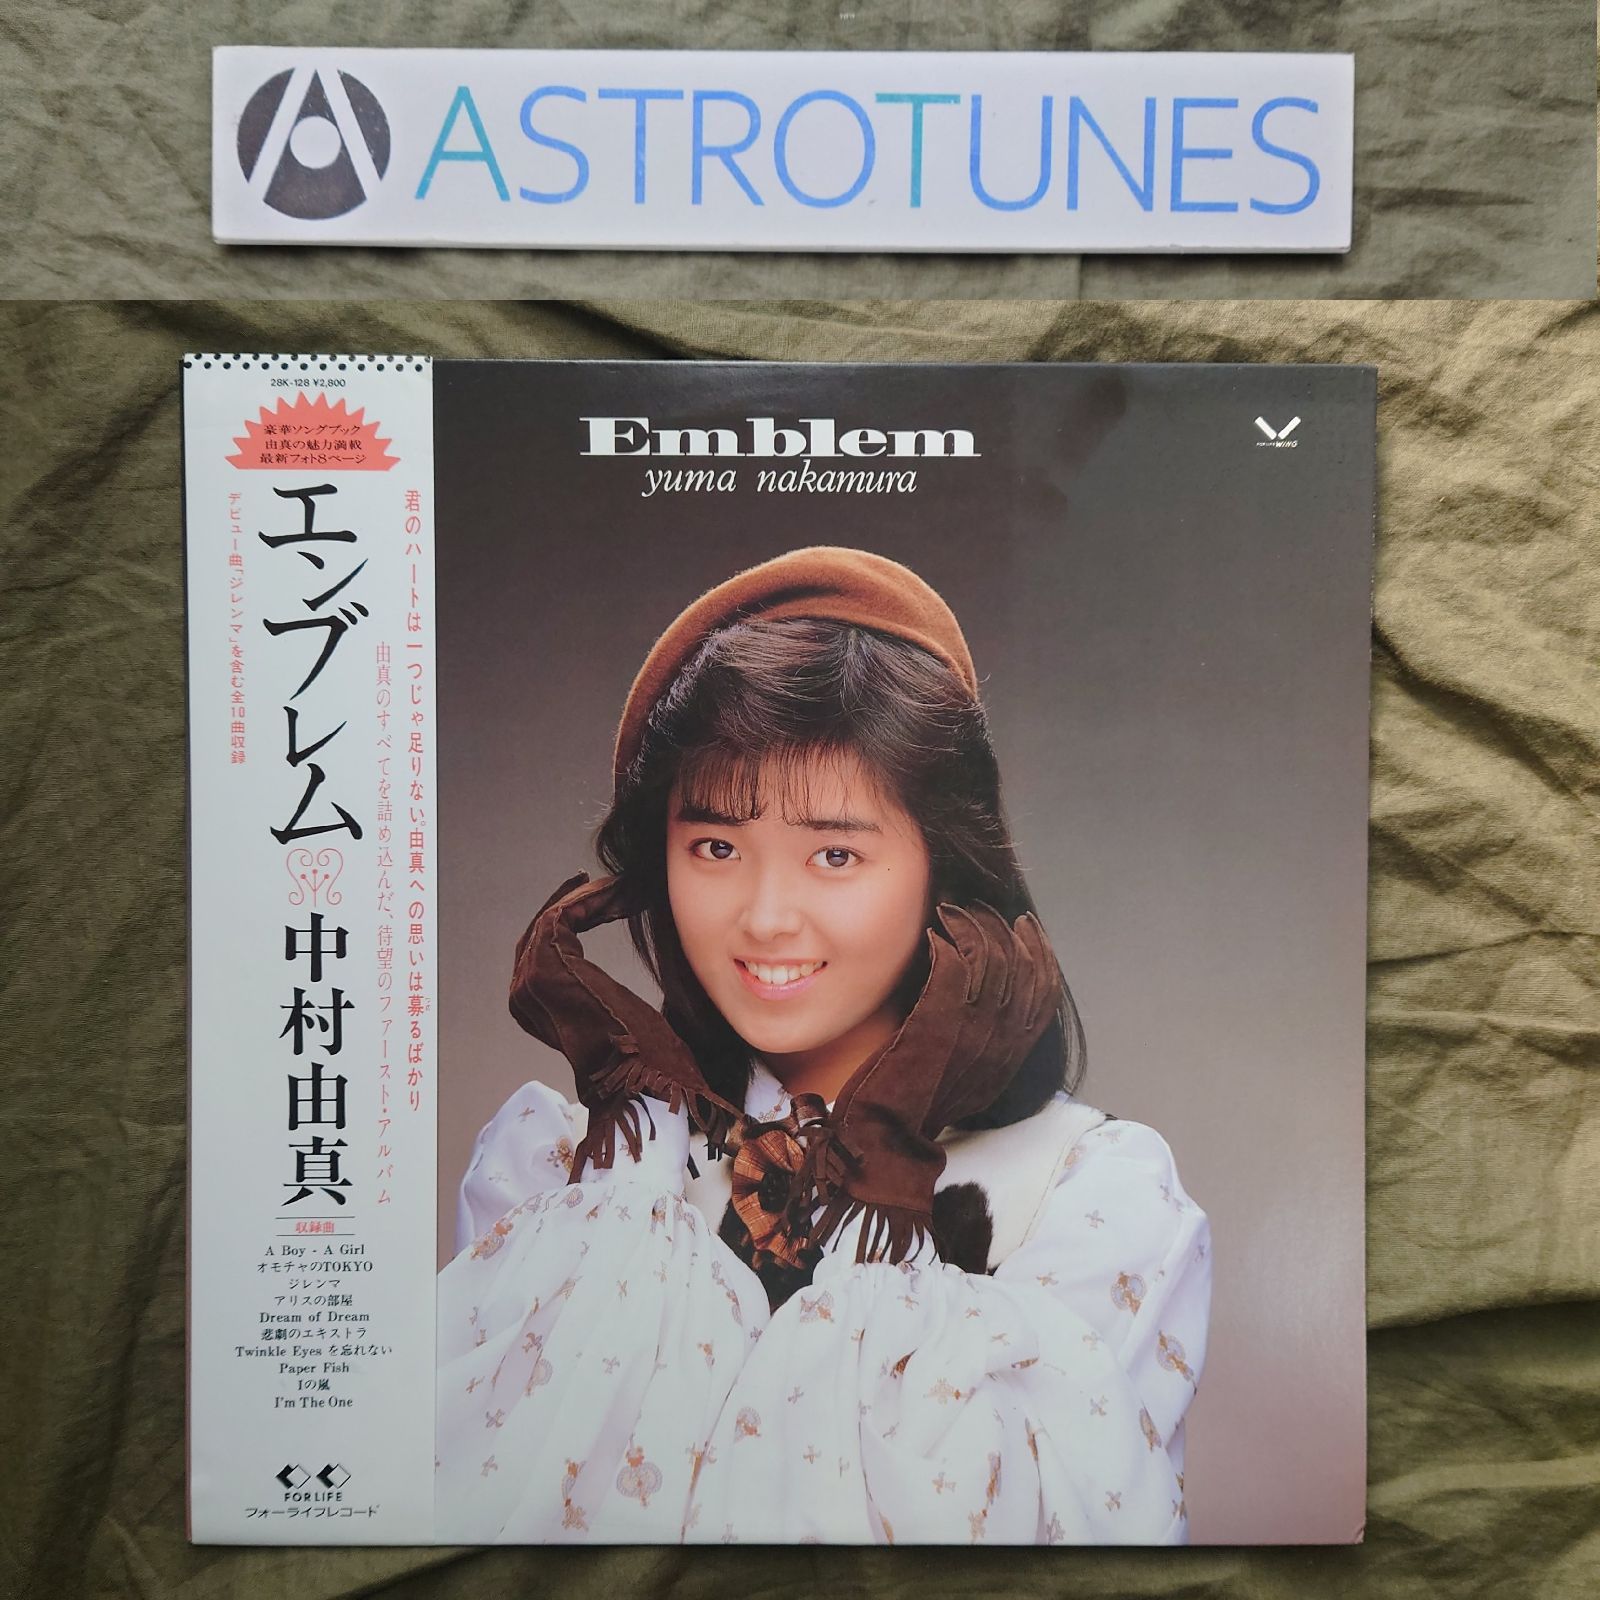 ASTROTUNES
28K-128 ¥2,800
豪華ソングブック
由真の魅力満載
最新フォト8ページ
君のハートは一つじゃ足りない。由真への思いは募るばかり
由真のすべてを詰め込んだ、待望のファースト・アルバム
エンブレム
中村由真
デビュー曲「ジレンマ」を含む全10曲収録
収録曲
A Boy - A Girl
オモチャのTOKYO
ジレンマ
アリスの部屋
Dream of Dream
悲劇のエキストラ
Twinkle Eyes を忘れない
Paper Fish
Iの嵐
I'm The One
FOR LIFE
フォーライフレコード
Emblem
yuma nakamura
FOR LIFE WING